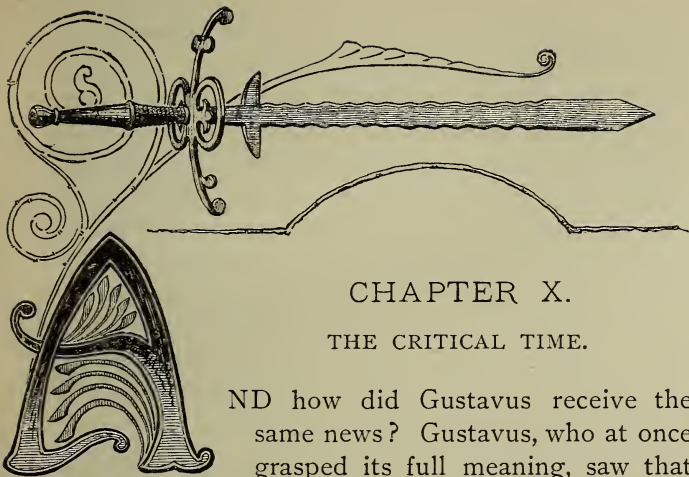 CHAPTER X.
THE CRITICAL TIME.
AND how did Gustavus receive the
same news? Gustavus, who at once
grasped its full meaning, saw that